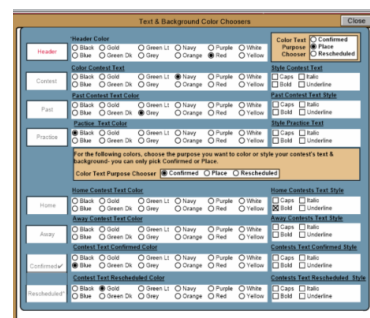 Text & Background Color Choosers
Close
Header
Header Color
Black Gold Green Lt Navy Purple White
Blue Green Dk Grey Orange Red Yellow
Color Text Purpose Chooser
Confirmed
Place
Rescheduled
Contest
Color Contest Text
Black Gold Green Lt Navy Purple White
Blue Green Dk Grey Orange Red Yellow
Style Contest Text
Caps Italic
Bold Underline
Past
Past Contest Text Color
Black Gold Green Lt Navy Purple White
Blue Green Dk Grey Orange Red Yellow
Past Contest Text Style
Caps Italic
Bold Underline
Practice
Pactice Text Color
Black Gold Green Lt Navy Purple White
Blue Green Dk Grey Orange Red Yellow
Style Practice Text
Caps Italic
Bold Underline
For the following colors, choose the purpose you want to color or style your contest's text &
background- you can only pick Confirmed or Place.
Color Text Purpose Chooser Confirmed Place Rescheduled
Home
Home Contest Text Color
Black Gold Green Lt Navy Purple White
Blue Green Dk Grey Orange Red Yellow
Home Contests Text Style
Caps Italic
Bold Underline
Away
Away Contests Text Color
Black Gold Green Lt Navy Purple White
Blue Green Dk Grey Orange Red Yellow
Away Contests Text Style
Caps Italic
Bold Underline
Confirmed✔
Contest Text Confirmed Color
Black Gold Green Lt Navy Purple White
Blue Green Dk Grey Orange Red Yellow
Contests Text Confirmed Style
Caps Italic
Bold Underline
Rescheduled*
Contest Text Rescheduled Color
Black Gold Green Lt Navy Purple White
Blue Green Dk Grey Orange Red Yellow
Contests Text Rescheduled Style
Caps Italic
Bold Underline